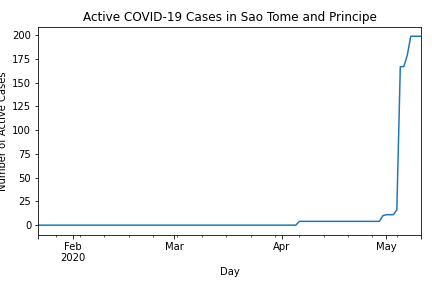 Active COVID-19 Cases in Sao Tome and Principe
Number of Active Cases
200
175
150
125
100
75
50
25
0
Feb
2020
Mar
Apr
May
Day